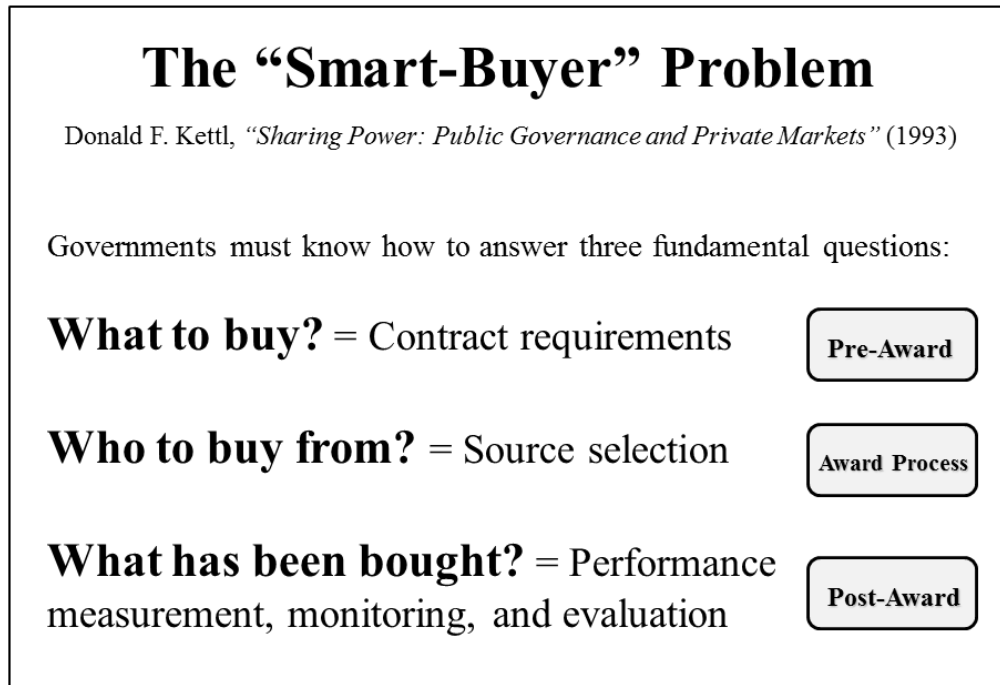 The “Smart-Buyer” Problem
Donald F. Kettl, “Sharing Power: Public Governance and Private Markets” (1993)
Governments must know how to answer three fundamental questions:
What to buy? = Contract requirements
Pre-Award
Who to buy from? = Source selection
Award Process
What has been bought? = Performance
measurement, monitoring, and evaluation
Post-Award